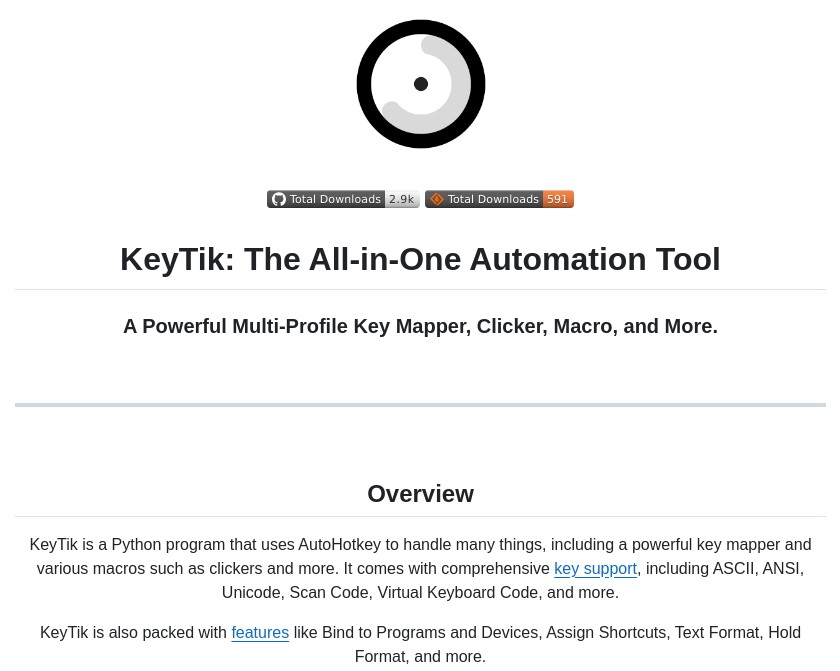 Total Downloads 2.9k Total Downloads 591
KeyTik: The All-in-One Automation Tool
A Powerful Multi-Profile Key Mapper, Clicker, Macro, and More.
Overview
KeyTik is a Python program that uses AutoHotkey to handle many things, including a powerful key mapper and
various macros such as clickers and more. It comes with comprehensive key support, including ASCII, ANSI,
Unicode, Scan Code, Virtual Keyboard Code, and more.
KeyTik is also packed with features like Bind to Programs and Devices, Assign Shortcuts, Text Format, Hold
Format, and more.